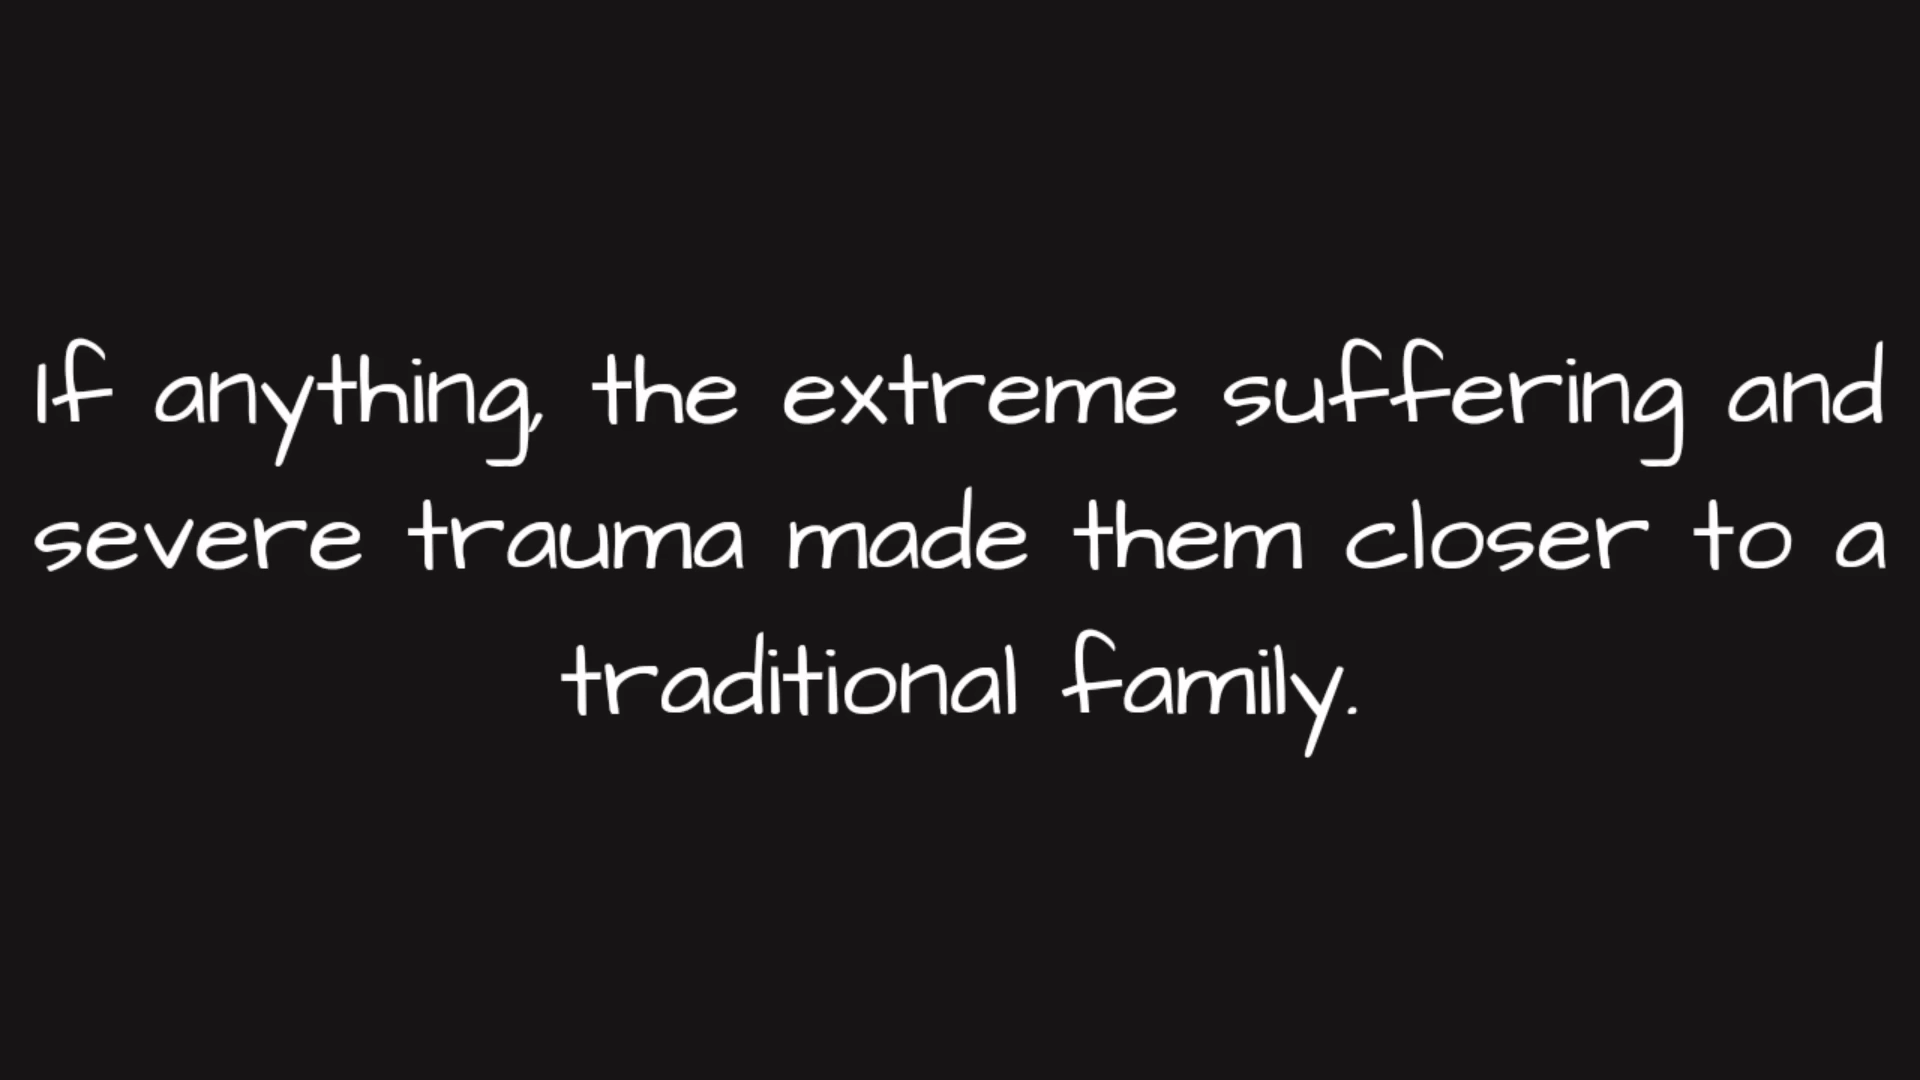 If anything, the extreme suffering and
severe trauma made them closer to a
traditional family.